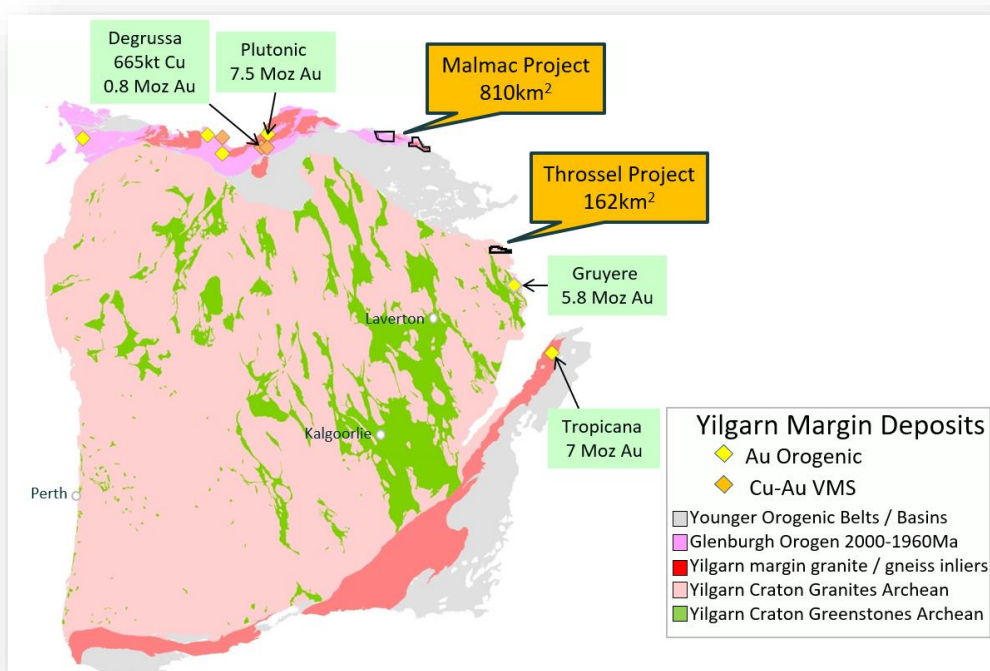 Degrussa
665kt Cu
0.8 Moz Au
Plutonic
7.5 Moz Au
Malmac Project
810km²
Throssel Project
162km²
Gruyere
5.8 Moz Au
Laverton
Tropicana
7 Moz Au
Kalgoorlie
Perth
Yilgarn Margin Deposits
Au Orogenic
Cu-Au VMS
Younger Orogenic Belts / Basins
Glenburgh Orogen 2000-1960Ma
Yilgarn margin granite / gneiss inliers
Yilgarn Craton Granites Archean
Yilgarn Craton Greenstones Archean